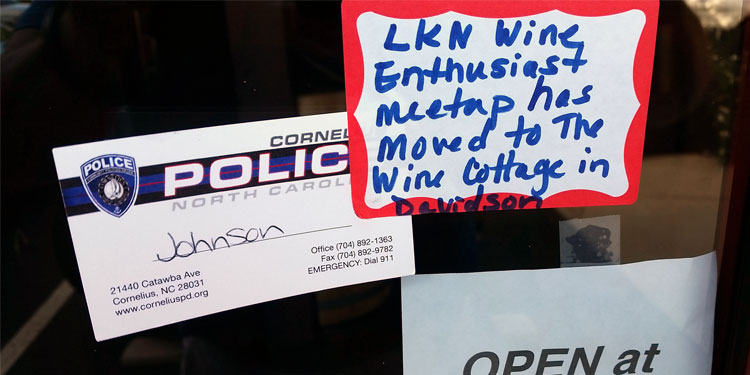 CORNEL
POLIC
NORTH CAROL
POLICE
Johnson
Office (704) 892-1363
Fax (704) 892-9782
EMERGENCY: Dial 911
21440 Catawba Ave
Cornelius, NC 28031
www.corneliuspd.org
LKN Wine
Enthusiast
meetup has
Moved to The
Wine Cottage in
Davidson
OPEN at